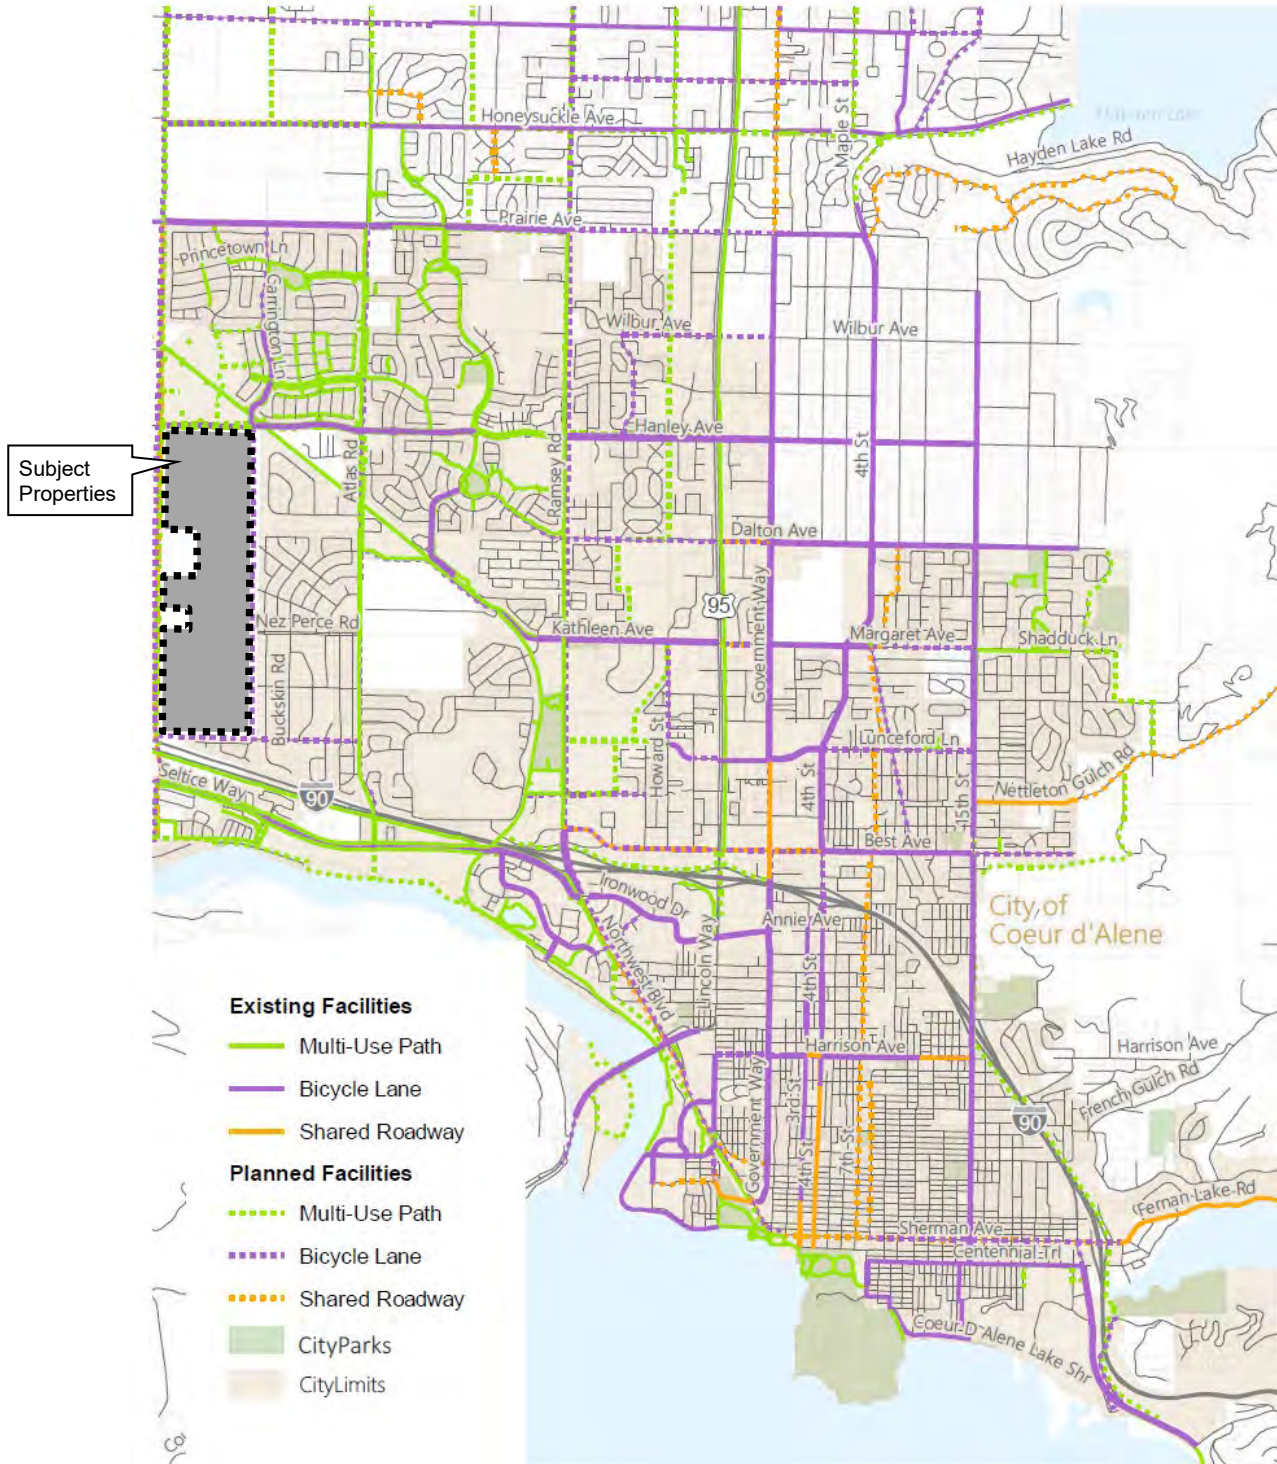 Honeysuckle Ave
Maple St
Hayden Lake
Hayden Lake Rd
Prairie Ave
Princetown Ln
Carrington Ln
Wilbur Ave
Wilbur Ave
Hanley Ave
4th St
Subject
Properties
Atlas Rd
Ramsey Rd
Dalton Ave
95
Government Way
Nez Perce Rd
Kathleen Ave
Margaret Ave
Shadduck Ln
Buckskin Rd
Howard St
Lunceford Ln
Seltice Way
90
4th St
15th St
Nettleton Gulch Rd
Best Ave
Ironwood Dr
Annie Ave
City of
Coeur d'Alene
Northwest Blvd
Lincoln Way
4th St
Existing Facilities
Multi-Use Path
Harrison Ave
Harrison Ave
Bicycle Lane
Government Way
3rd St
French Gulch Rd
90
Shared Roadway
4th St
7th St
Planned Facilities
Fernan Lake Rd
Multi-Use Path
Sherman Ave
Bicycle Lane
Centennial Trl
Shared Roadway
Coeur D'Alene Lake Shr
CityParks
CityLimits